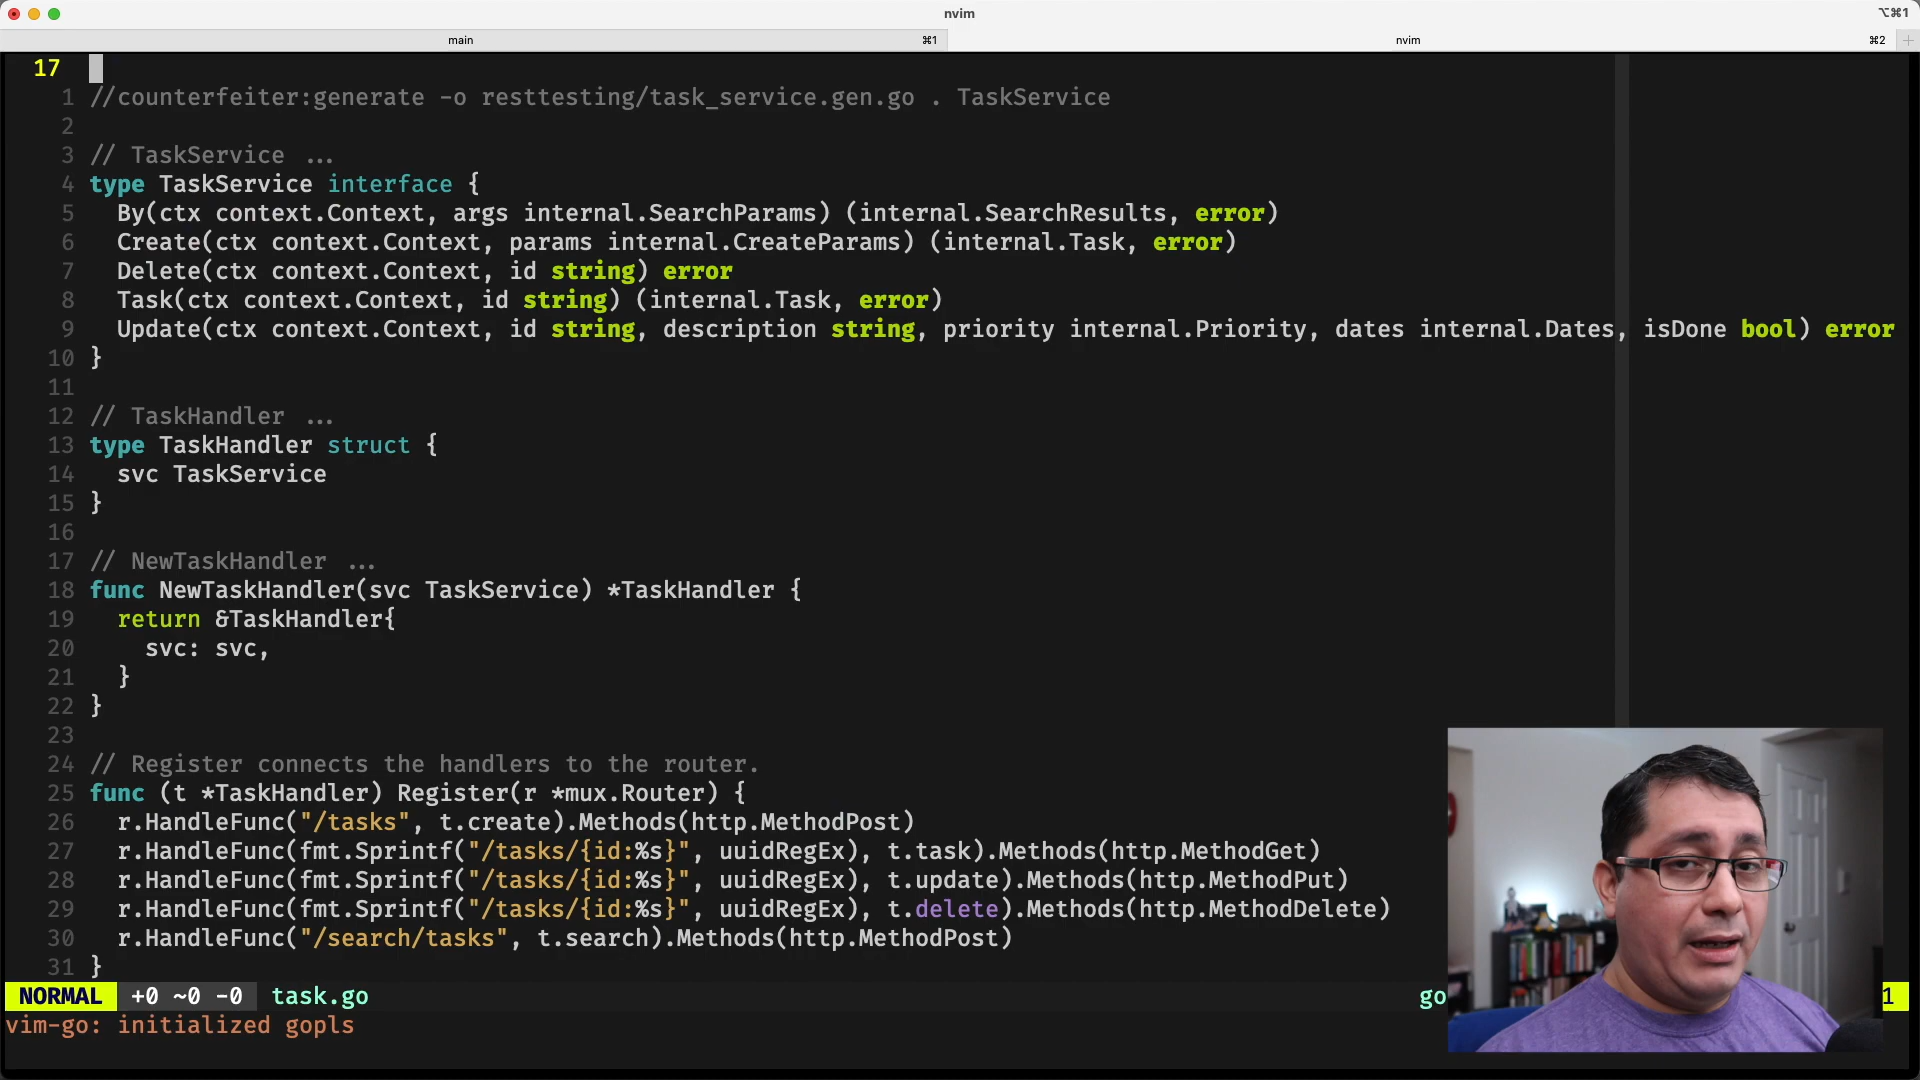 nvim
⌥⌘1
main ⌘1 nvim ⌘2 +
17
1 //counterfeiter:generate -o resttesting/task_service.gen.go . TaskService
2
3 // TaskService ...
4 type TaskService interface {
5 By(ctx context.Context, args internal.SearchParams) (internal.SearchResults, error)
6 Create(ctx context.Context, params internal.CreateParams) (internal.Task, error)
7 Delete(ctx context.Context, id string) error
8 Task(ctx context.Context, id string) (internal.Task, error)
9 Update(ctx context.Context, id string, description string, priority internal.Priority, dates internal.Dates, isDone bool) error
10 }
11
12 // TaskHandler ...
13 type TaskHandler struct {
14 svc TaskService
15 }
16
17 // NewTaskHandler ...
18 func NewTaskHandler(svc TaskService) *TaskHandler {
19 return &TaskHandler{
20 svc: svc,
21 }
22 }
23
24 // Register connects the handlers to the router.
25 func (t *TaskHandler) Register(r *mux.Router) {
26 r.HandleFunc("/tasks", t.create).Methods(http.MethodPost)
27 r.HandleFunc(fmt.Sprintf("/tasks/{id:%s}", uuidRegEx), t.task).Methods(http.MethodGet)
28 r.HandleFunc(fmt.Sprintf("/tasks/{id:%s}", uuidRegEx), t.update).Methods(http.MethodPut)
29 r.HandleFunc(fmt.Sprintf("/tasks/{id:%s}", uuidRegEx), t.delete).Methods(http.MethodDelete)
30 r.HandleFunc("/search/tasks", t.search).Methods(http.MethodPost)
31 }
NORMAL +0 ~0 -0 task.go go 1
vim-go: initialized gopls